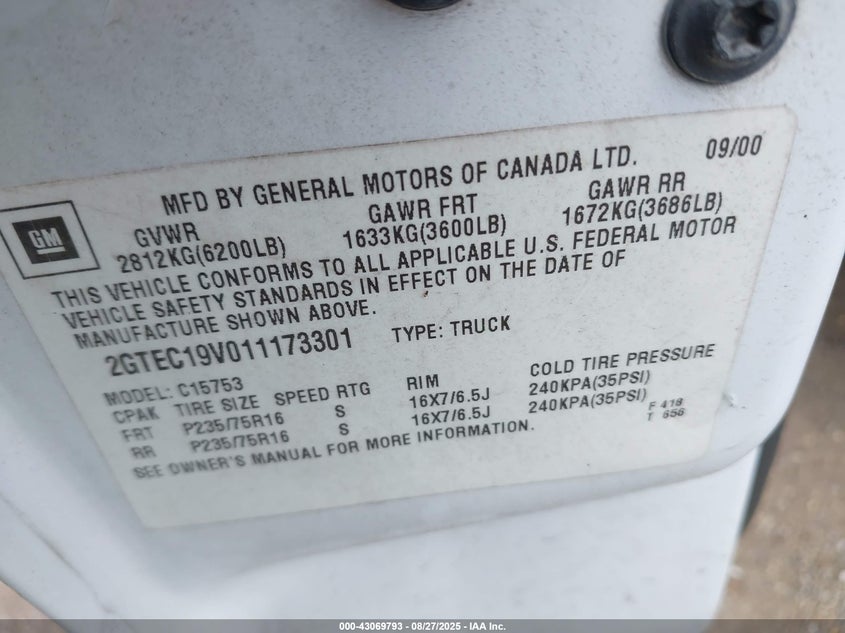 MFD BY GENERAL MOTORS OF CANADA LTD. 09/00
GM
GVWR GAWR FRT GAWR RR
2812KG(6200LB) 1633KG(3600LB) 1672KG(3686LB)
THIS VEHICLE CONFORMS TO ALL APPLICABLE U.S. FEDERAL MOTOR
VEHICLE SAFETY STANDARDS IN EFFECT ON THE DATE OF
MANUFACTURE SHOWN ABOVE.
2GTEC19V011173301 TYPE: TRUCK
MODEL: C15753
CPAK TIRE SIZE SPEED RTG RIM COLD TIRE PRESSURE
FRT P235/75R16 S 16X7/6.5J 240KPA(35PSI)
RR P235/75R16 S 16X7/6.5J 240KPA(35PSI)
F 418
T 656
SEE OWNER'S MANUAL FOR MORE INFORMATION.
000-43069793 - 08/27/2025 - IAA Inc.